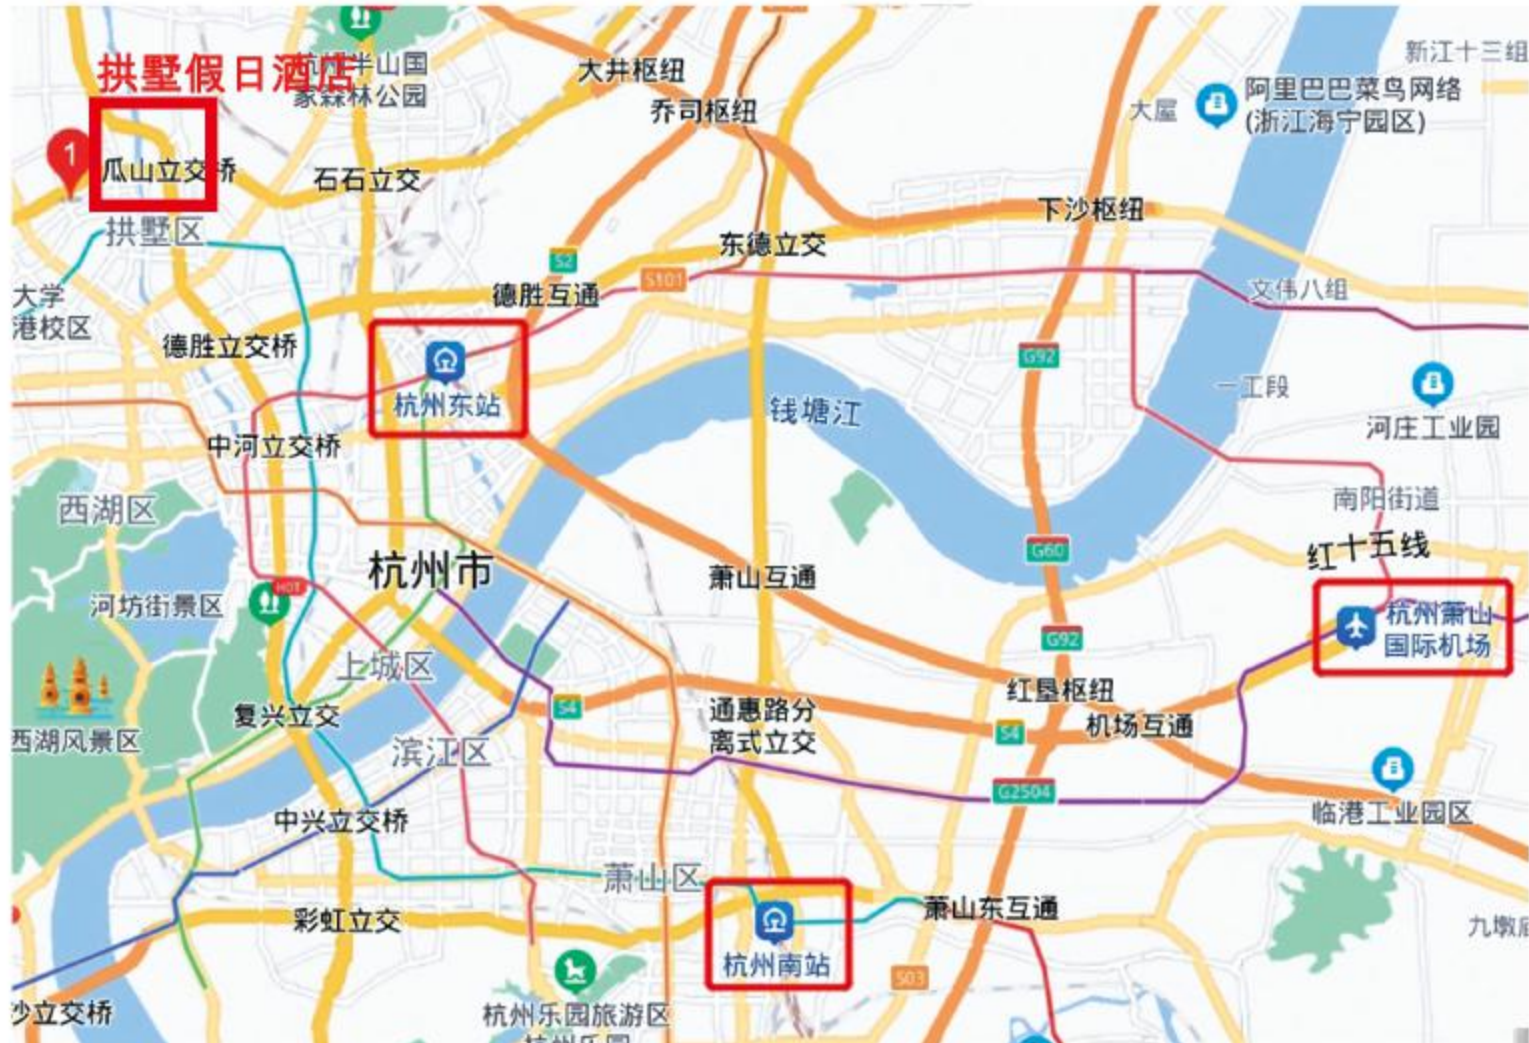 新江十三组
拱墅假日酒店
杭州半山国
家森林公园
大井枢纽
乔司枢纽
大屋
阿里巴巴菜鸟网络
(浙江海宁园区)
1
瓜山立交桥
石石立交
拱墅区
下沙枢纽
东德立交
S2
S101
德胜互通
文伟八组
大学
港校区
德胜立交桥
G92
杭州东站
钱塘江
一工段
河庄工业园
中河立交桥
西湖区
南阳街道
红十五线
G60
杭州市
萧山互通
HOT
河坊街景区
杭州萧山
国际机场
G92
上城区
红垦枢纽
复兴立交
S4
通惠路分
离式立交
S4
机场互通
西湖风景区
滨江区
G2504
临港工业园区
中兴立交桥
萧山区
彩虹立交
萧山东互通
杭州南站
S03
沙立交桥
杭州乐园旅游区
杭州乐园